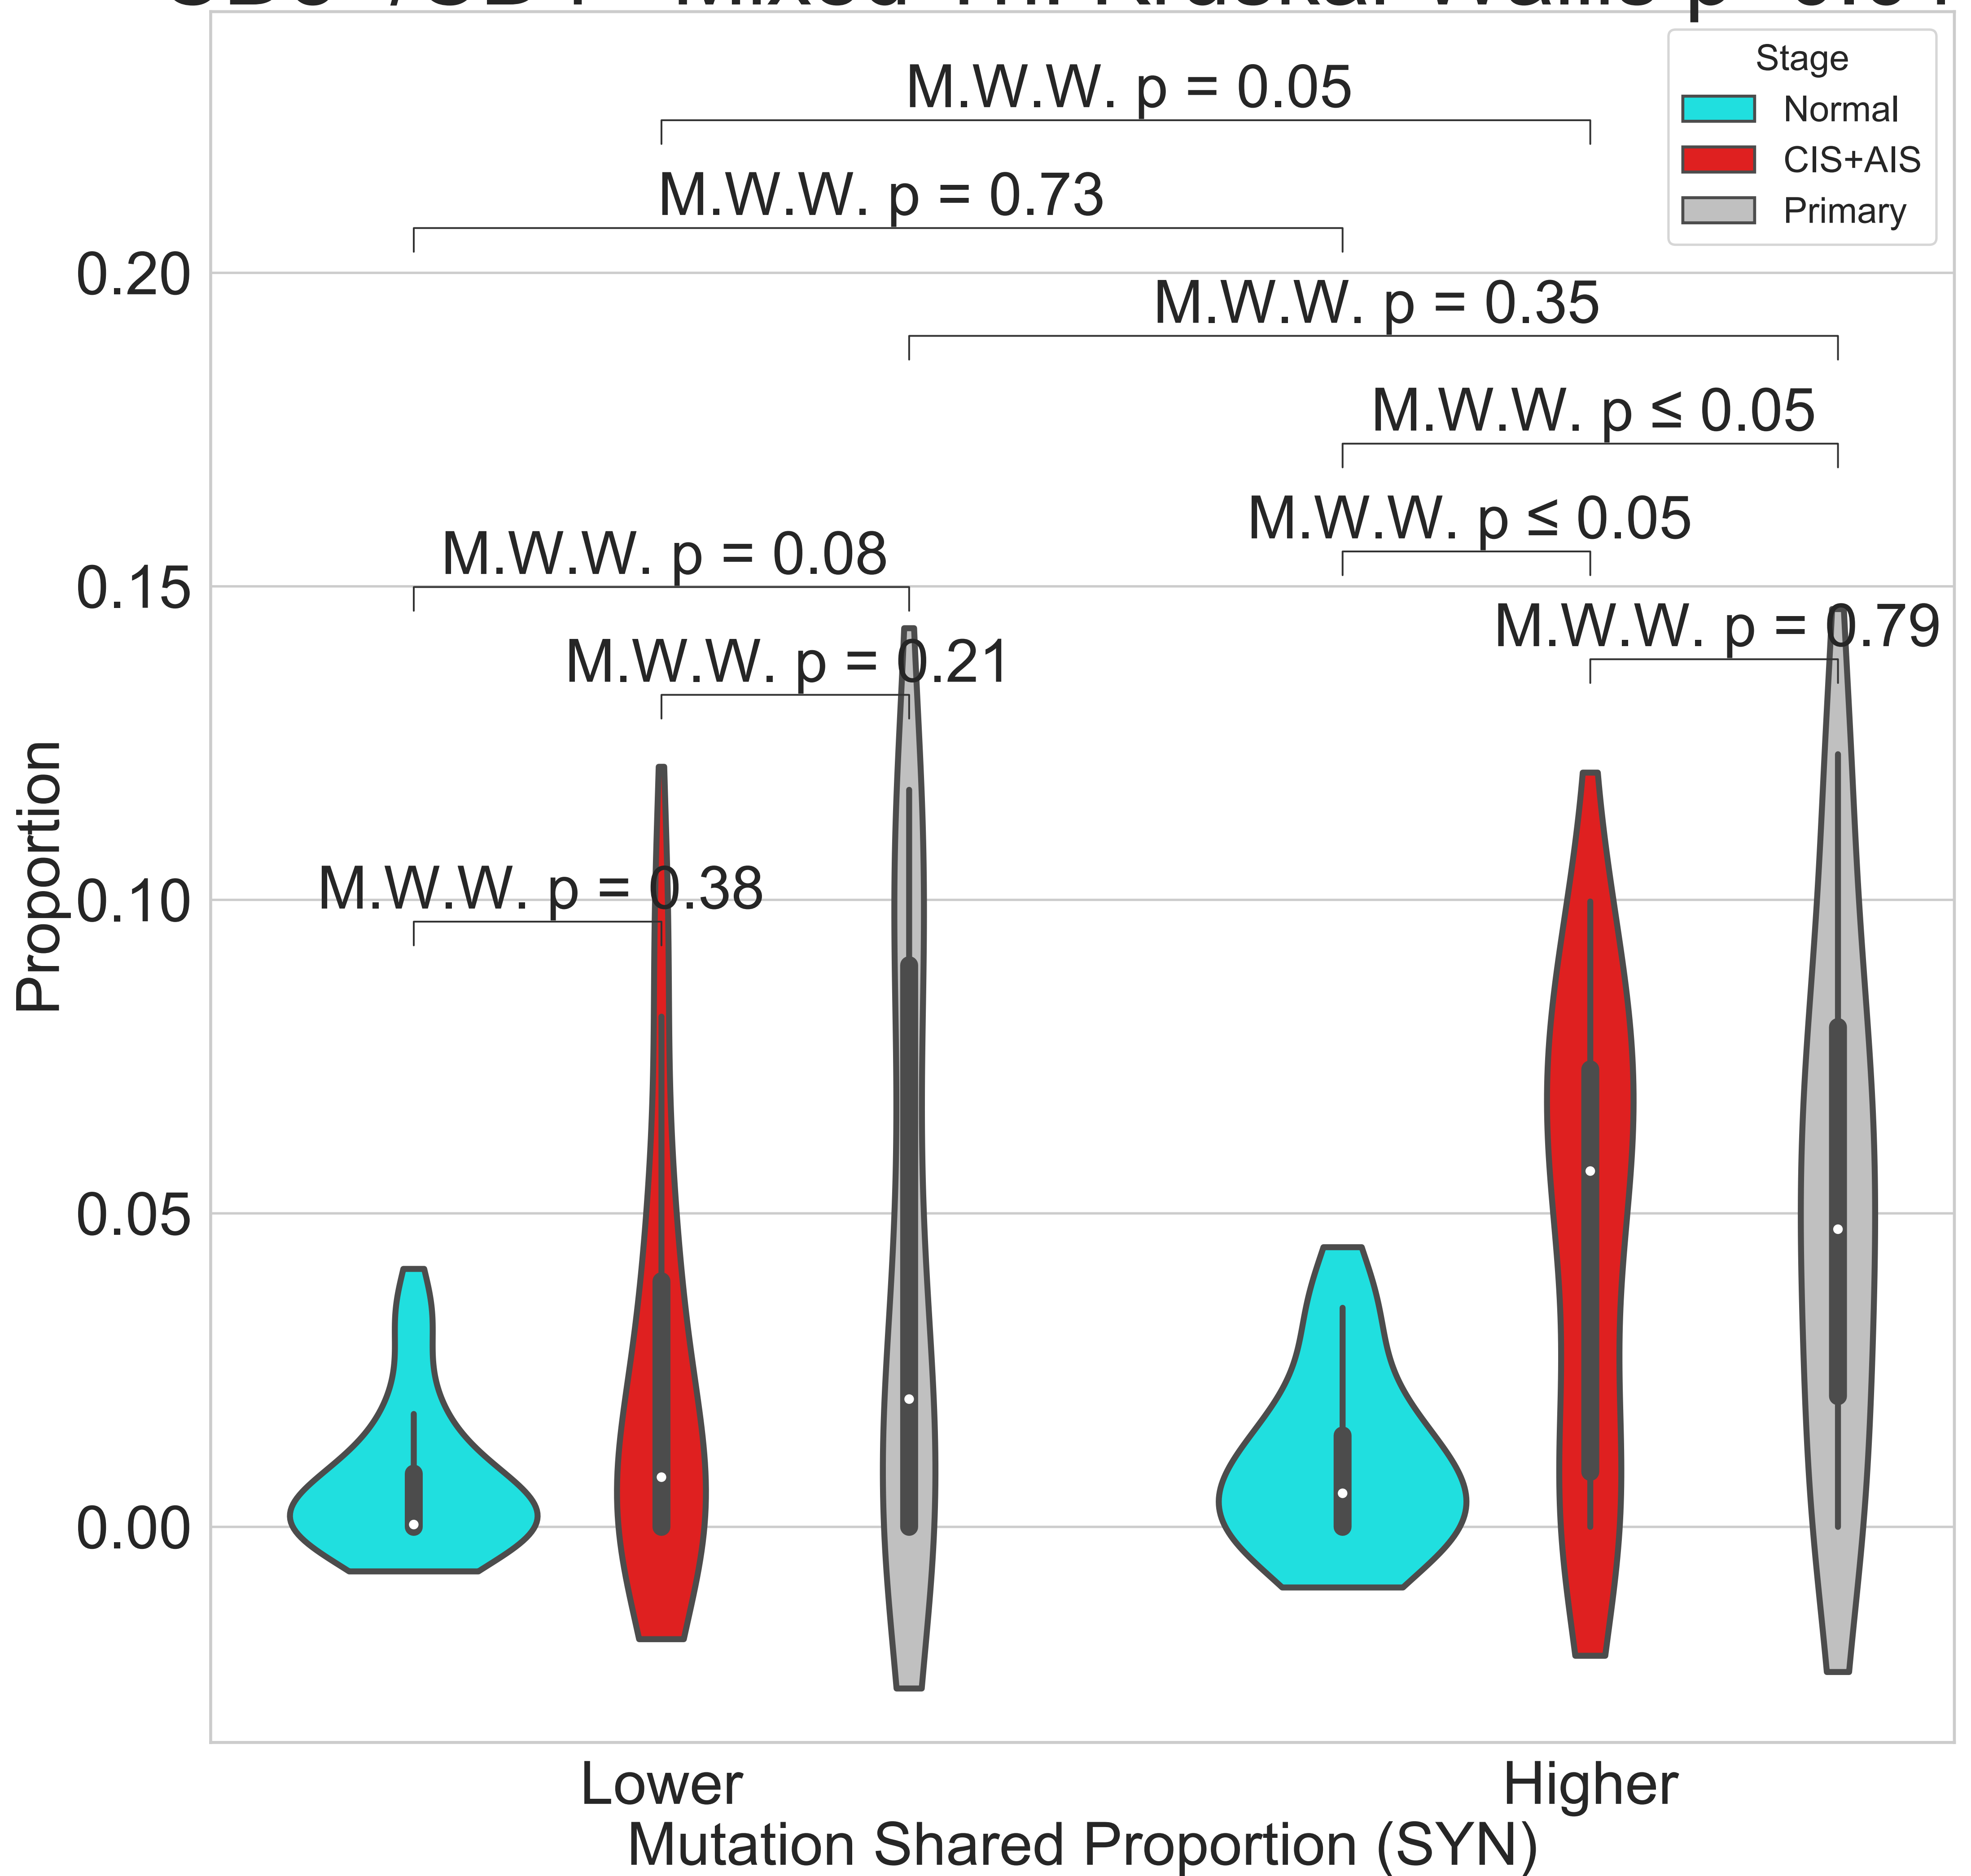 M.W.W. p = 0.05
M.W.W. p = 0.73
M.W.W. p = 0.35
M.W.W. p ≤ 0.05
M.W.W. p ≤ 0.05
M.W.W. p = 0.08
M.W.W. p = 0.79
M.W.W. p = 0.21
M.W.W. p = 0.38
Stage
Normal
CIS+AIS
Primary
0.20
0.15
0.10
0.05
0.00
Proportion
Lower
Higher
Mutation Shared Proportion (SYN)